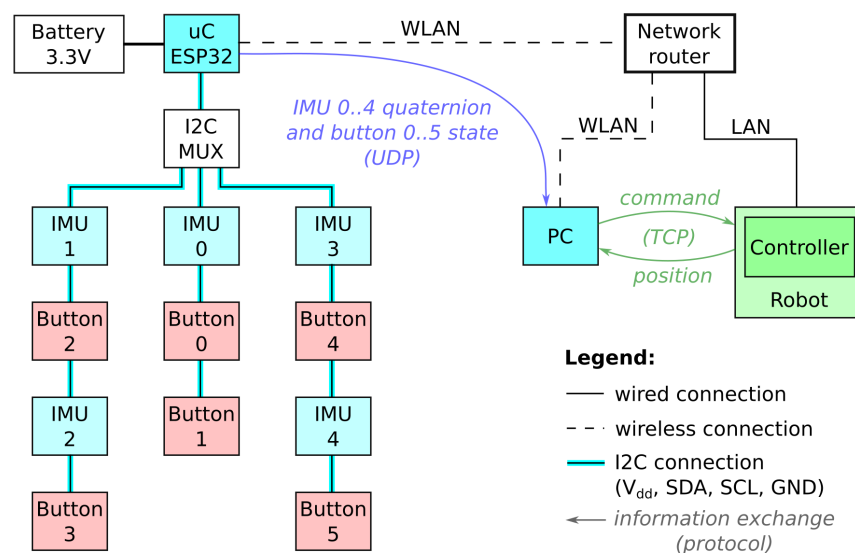 Battery
3.3V
uC
ESP32
WLAN
Network
router
IMU 0..4 quaternion
and button 0..5 state
(UDP)
I2C
MUX
WLAN
LAN
IMU
1
IMU
0
IMU
3
PC
command
(TCP)
position
Controller
Robot
Button
2
Button
0
Button
4
IMU
2
Button
1
IMU
4
Button
3
Button
5
Legend:
wired connection
wireless connection
I2C connection
(Vdd, SDA, SCL, GND)
information exchange
(protocol)